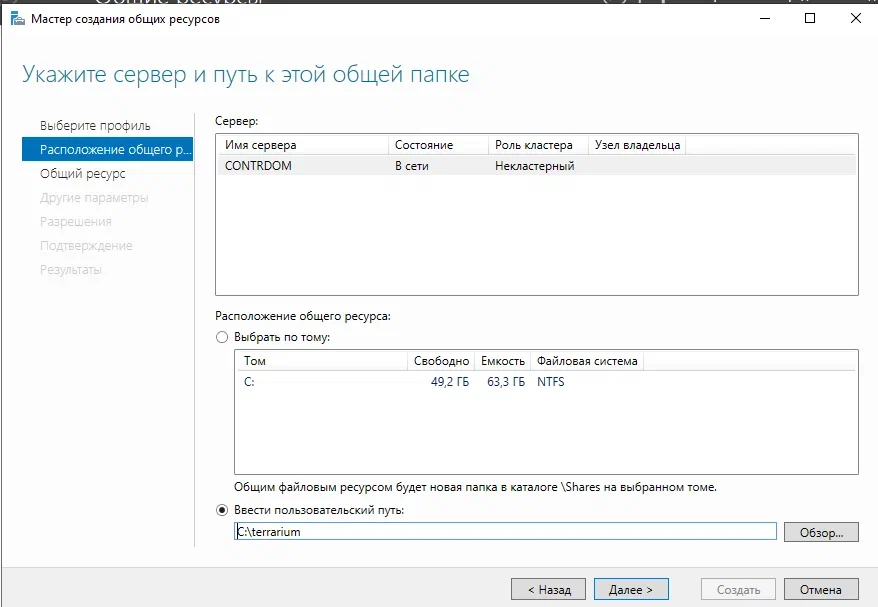 Мастер создания общих ресурсов
Укажите сервер и путь к этой общей папке
Выберите профиль
Расположение общего р...
Общий ресурс
Другие параметры
Разрешения
Подтверждение
Результаты
Сервер:
Имя сервера Состояние Роль кластера Узел владельца
CONTRDOM В сети Некластерный
Расположение общего ресурса:
Выбрать по тому:
Том Свободно Емкость Файловая система
C: 49,2 ГБ 63,3 ГБ NTFS
Общим файловым ресурсом будет новая папка в каталоге \Shares на выбранном томе.
Ввести пользовательский путь:
C:\terrarium
Обзор...
< Назад Далее > Создать Отмена